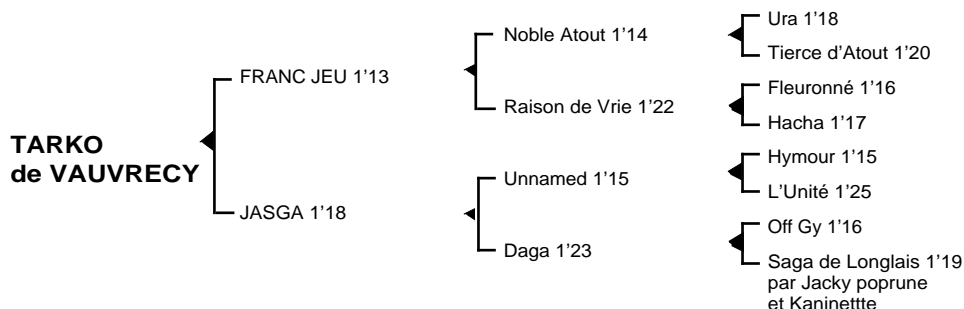 TARKO
de VAUVRECY
FRANC JEU 1’13
JASGA 1’18
Noble Atout 1’14
Raison de Vrie 1’22
Unnamed 1’15
Daga 1’23
Ura 1’18
Tierce d’Atout 1’20
Fleuronné 1’16
Hacha 1’17
Hymour 1’15
L’Unité 1’25
Off Gy 1’16
Saga de Longlais 1’19
par Jacky poprune
et Kaninettte